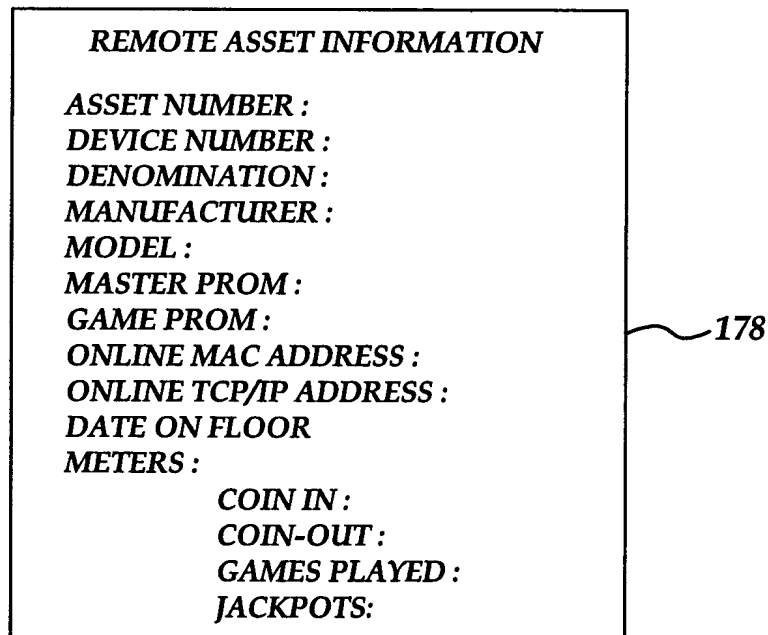 REMOTE ASSET INFORMATION
ASSET NUMBER :
DEVICE NUMBER :
DENOMINATION :
MANUFACTURER :
MODEL :
MASTER PROM :
GAME PROM :
ONLINE MAC ADDRESS :
ONLINE TCP/IP ADDRESS :
DATE ON FLOOR
METERS :
COIN IN :
COIN-OUT :
GAMES PLAYED :
JACKPOTS:
178